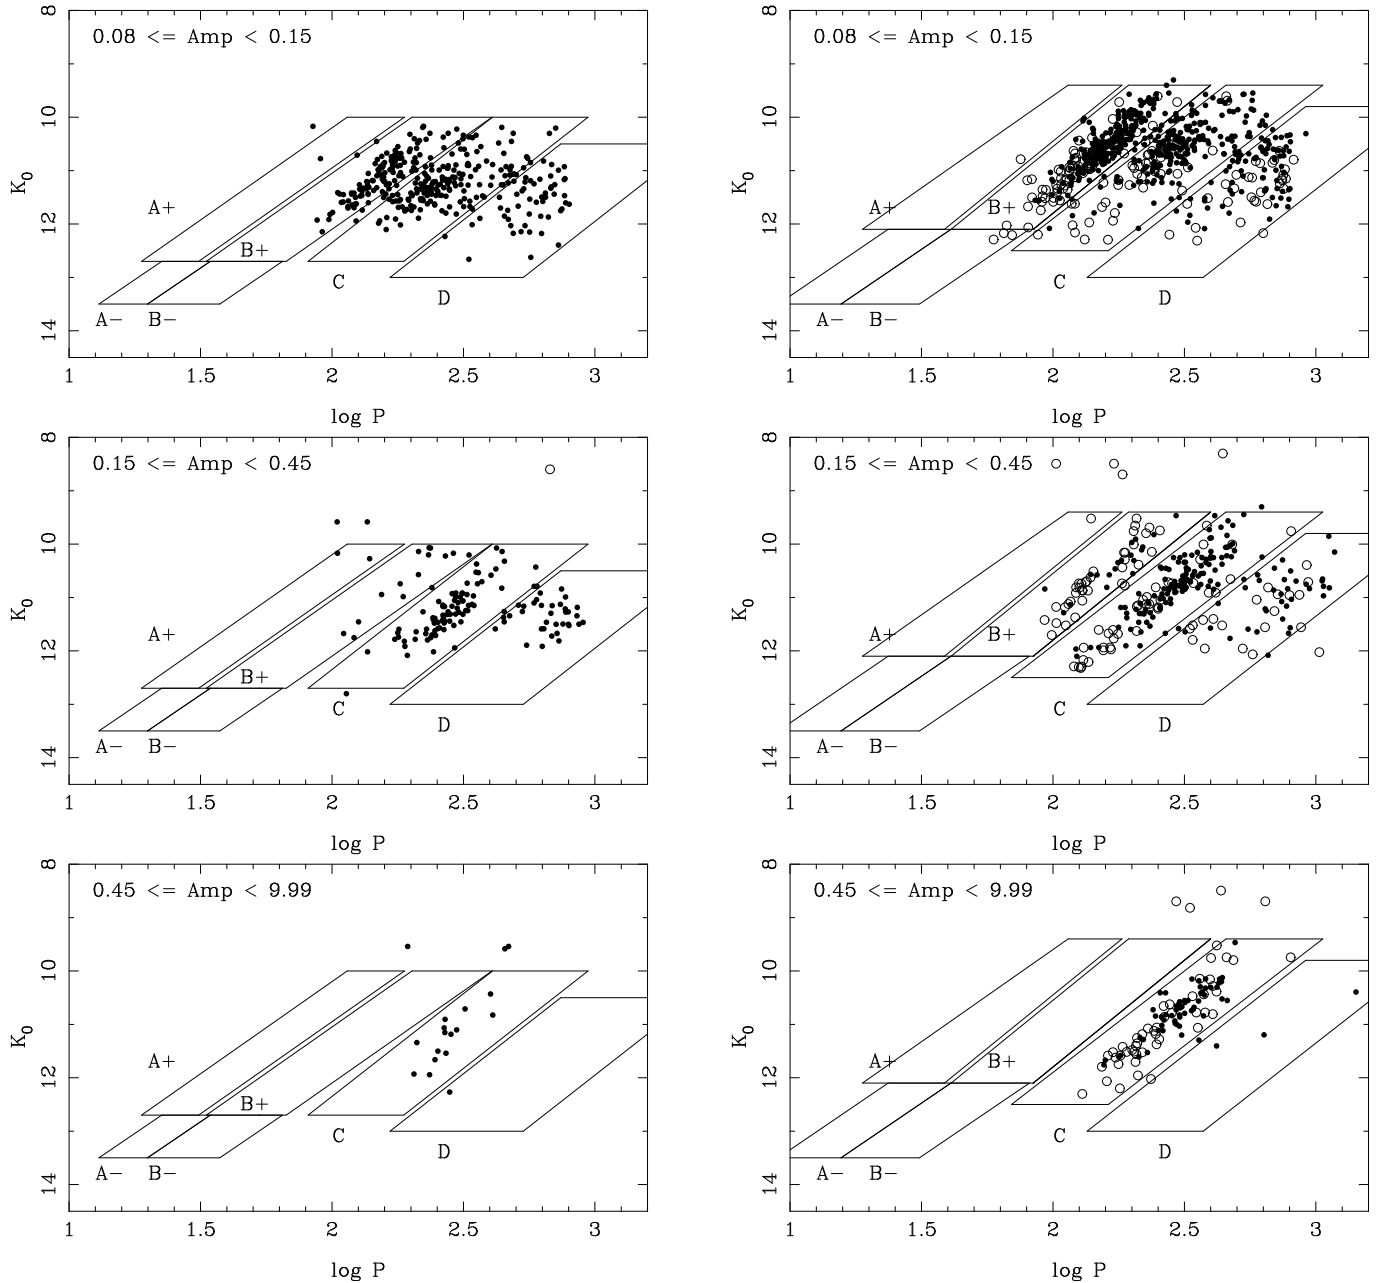 0.08 <= Amp < 0.15
8
10
12
14
K0
A+
B+
A−
B−
C
D
1
1.5
2
2.5
3
log P
0.08 <= Amp < 0.15
8
10
12
14
K0
A+
B+
A−
B−
C
D
1
1.5
2
2.5
3
log P
0.15 <= Amp < 0.45
8
10
12
14
K0
A+
B+
A−
B−
C
D
1
1.5
2
2.5
3
log P
0.15 <= Amp < 0.45
8
10
12
14
K0
A+
B+
A−
B−
C
D
1
1.5
2
2.5
3
log P
0.45 <= Amp < 9.99
8
10
12
14
K0
A+
B+
A−
B−
C
D
1
1.5
2
2.5
3
log P
0.45 <= Amp < 9.99
8
10
12
14
K0
A+
B+
A−
B−
C
D
1
1.5
2
2.5
3
log P